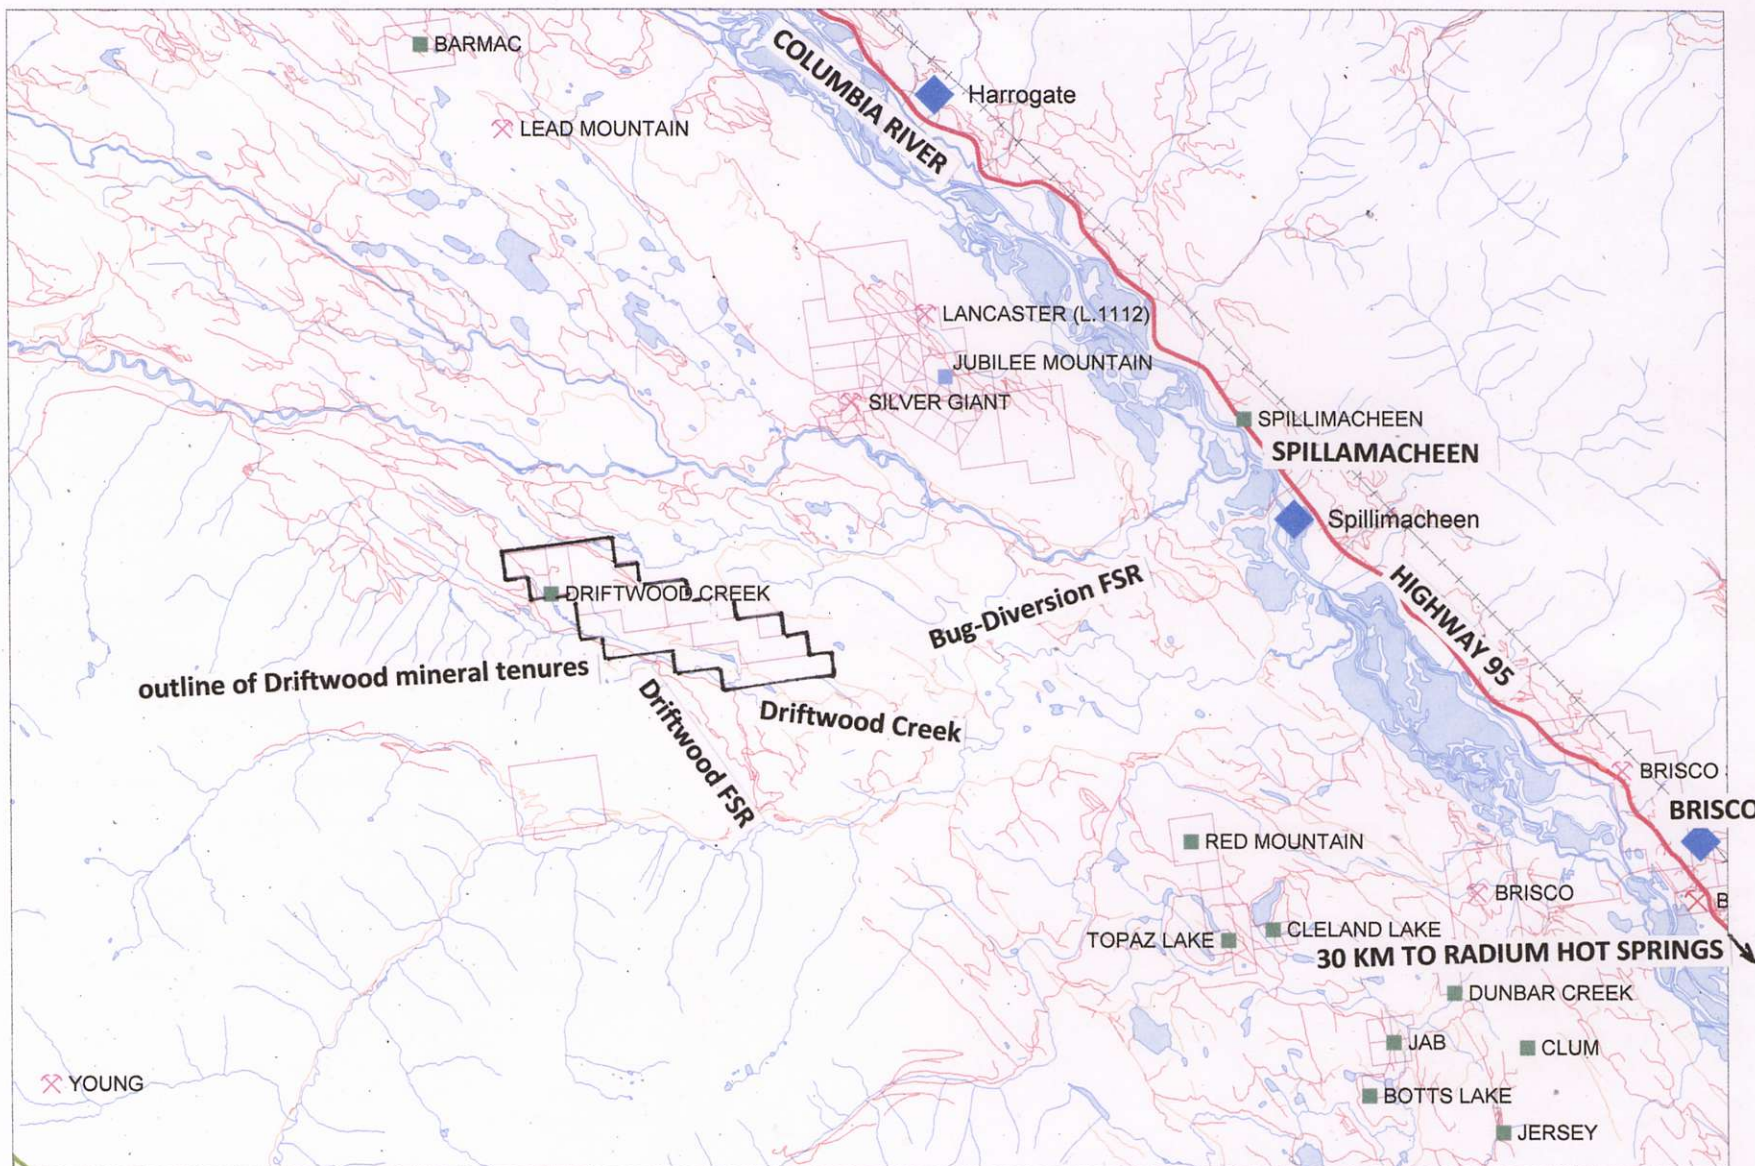 BARMAC
COLUMBIA RIVER
Harrogate
LEAD MOUNTAIN
LANCASTER (L.1112)
JUBILEE MOUNTAIN
SILVER GIANT
SPILLIMACHEEN
SPILLAMACHEEN
Spillimacheen
DRIFTWOOD CREEK
Bug-Diversion FSR
HIGHWAY 95
outline of Driftwood mineral tenures
Driftwood FSR
Driftwood Creek
BRISCO
BRISCO
RED MOUNTAIN
BRISCO
B
CLELAND LAKE
TOPAZ LAKE
30 KM TO RADIUM HOT SPRINGS
DUNBAR CREEK
JAB
CLUM
YOUNG
BOTTS LAKE
JERSEY